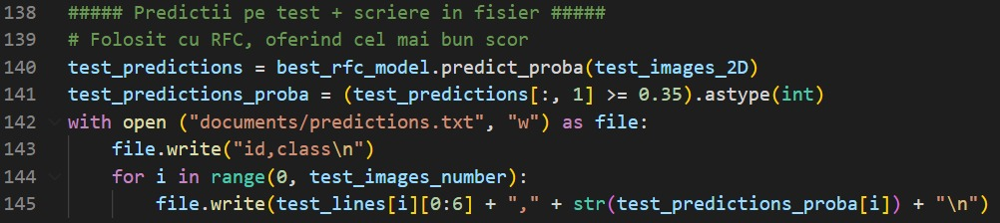 138 ##### Predictii pe test + scriere in fisier #####
139 # Folosit cu RFC, oferind cel mai bun scor
140 test_predictions = best_rfc_model.predict_proba(test_images_2D)
141 test_predictions_proba = (test_predictions[:, 1] >= 0.35).astype(int)
142 with open ("documents/predictions.txt", "w") as file:
143     file.write("id,class\n")
144     for i in range(0, test_images_number):
145         file.write(test_lines[i][0:6] + "," + str(test_predictions_proba[i]) + "\n")